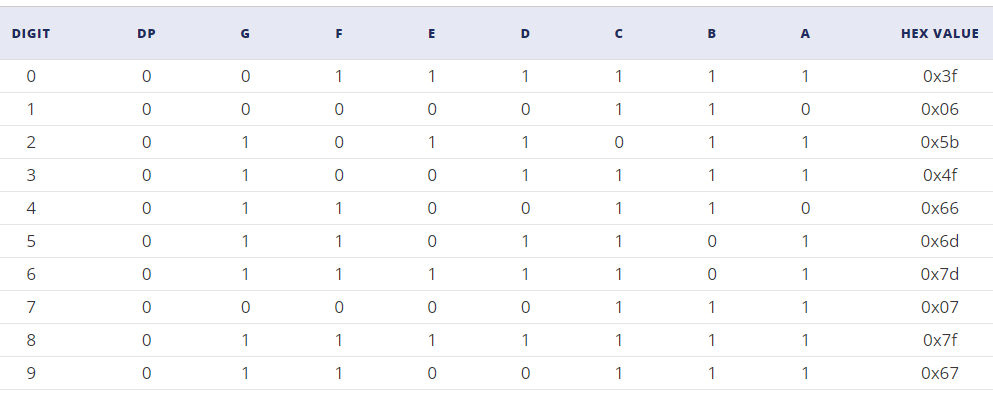 DIGIT DP G F E D C B A HEX VALUE
0 0 0 1 1 1 1 1 1 0x3f
1 0 0 0 0 0 1 1 0 0x06
2 0 1 0 1 1 0 1 1 0x5b
3 0 1 0 0 1 1 1 1 0x4f
4 0 1 1 0 0 1 1 0 0x66
5 0 1 1 0 1 1 0 1 0x6d
6 0 1 1 1 1 1 0 1 0x7d
7 0 0 0 0 0 1 1 1 0x07
8 0 1 1 1 1 1 1 1 0x7f
9 0 1 1 0 0 1 1 1 0x67